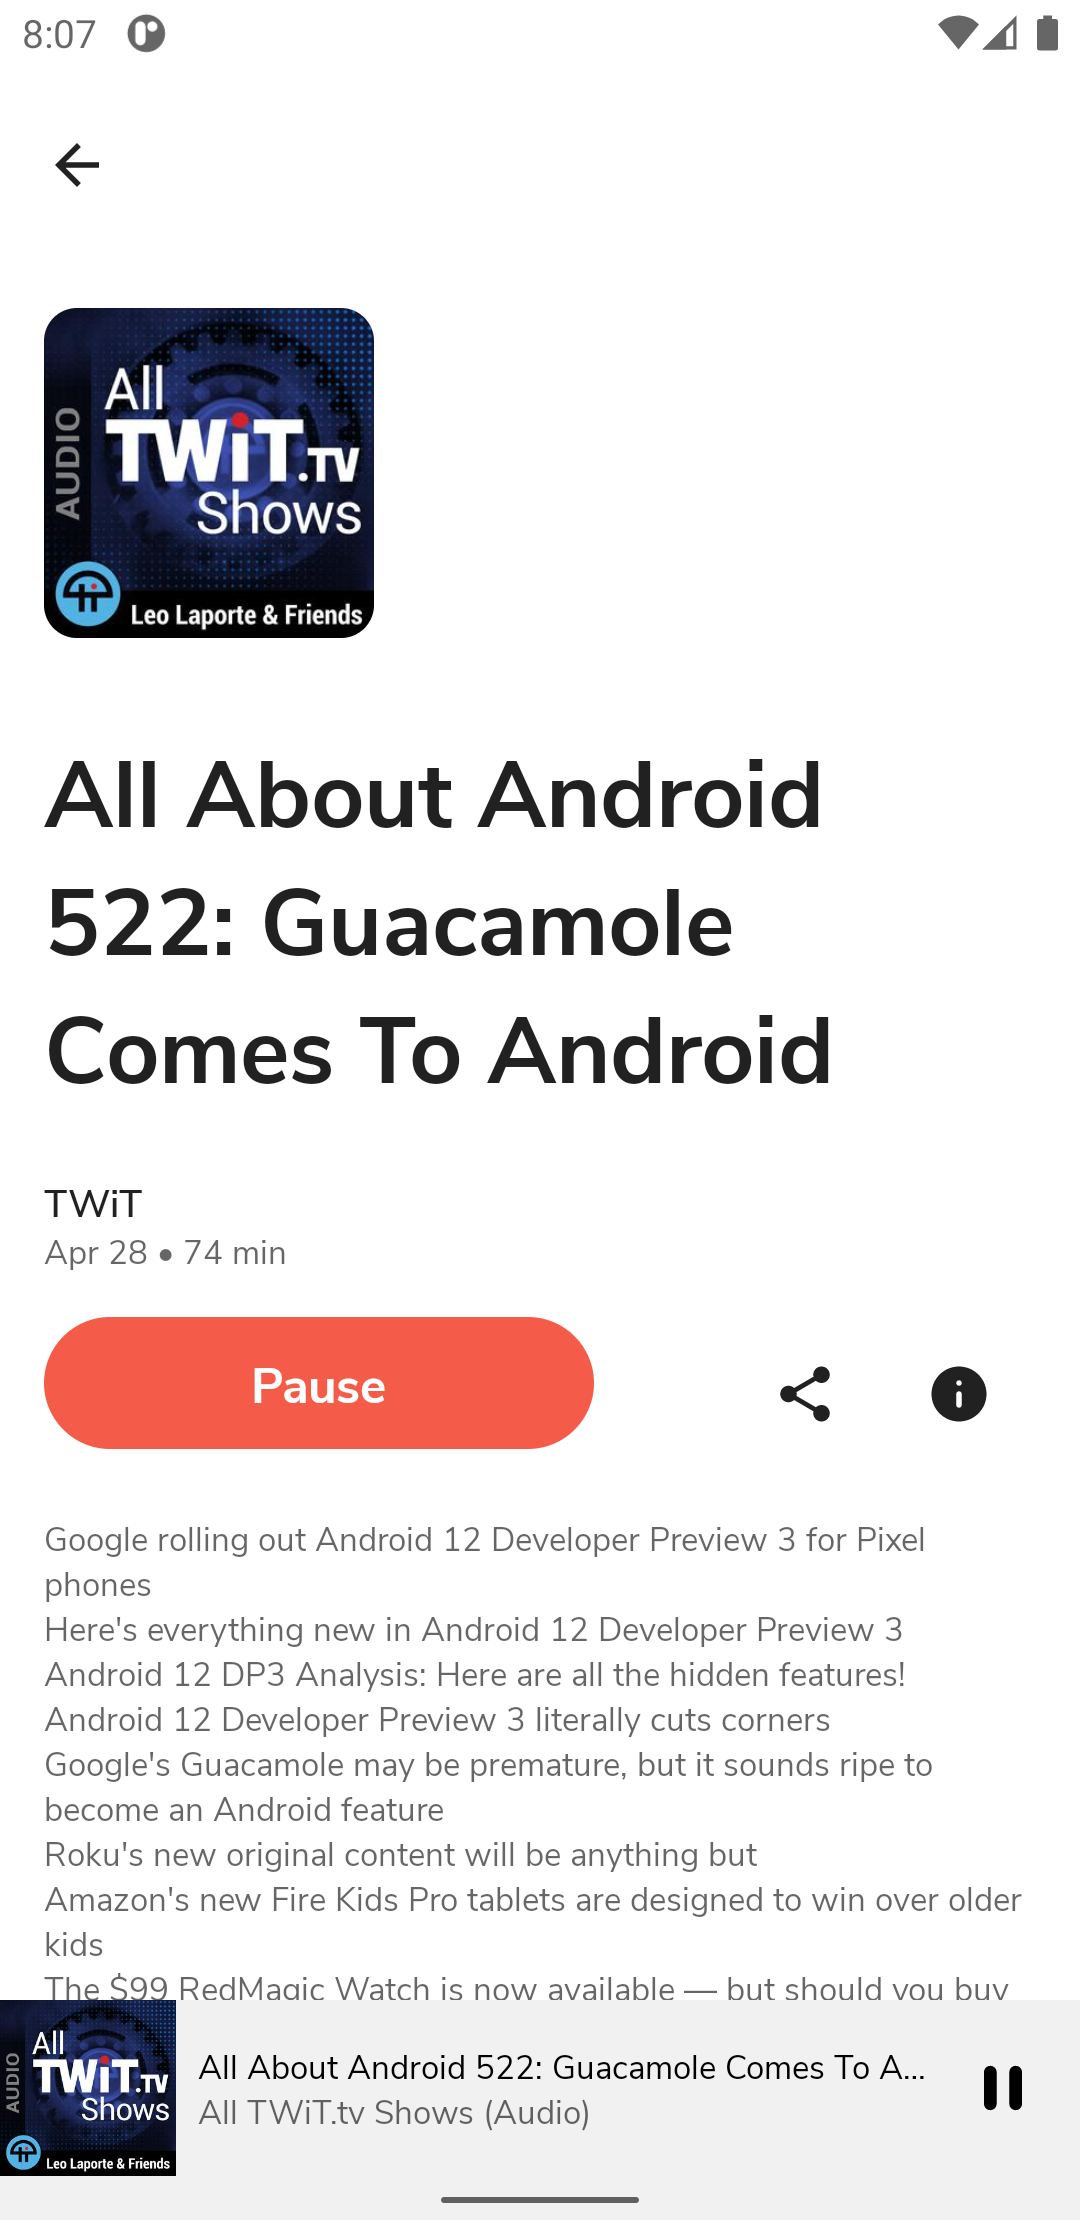 8:07
All
TWiT.TV
Shows
AUDIO
Leo Laporte & Friends
All About Android
522: Guacamole
Comes To Android
TWiT
Apr 28 • 74 min
Pause
Google rolling out Android 12 Developer Preview 3 for Pixel
phones
Here's everything new in Android 12 Developer Preview 3
Android 12 DP3 Analysis: Here are all the hidden features!
Android 12 Developer Preview 3 literally cuts corners
Google's Guacamole may be premature, but it sounds ripe to
become an Android feature
Roku's new original content will be anything but
Amazon's new Fire Kids Pro tablets are designed to win over older
kids
The $99 RedMagic Watch is now available — but should you buy
All
TWiT.TV
Shows
AUDIO
Leo Laporte & Friends
All About Android 522: Guacamole Comes To A...
All TWiT.tv Shows (Audio)